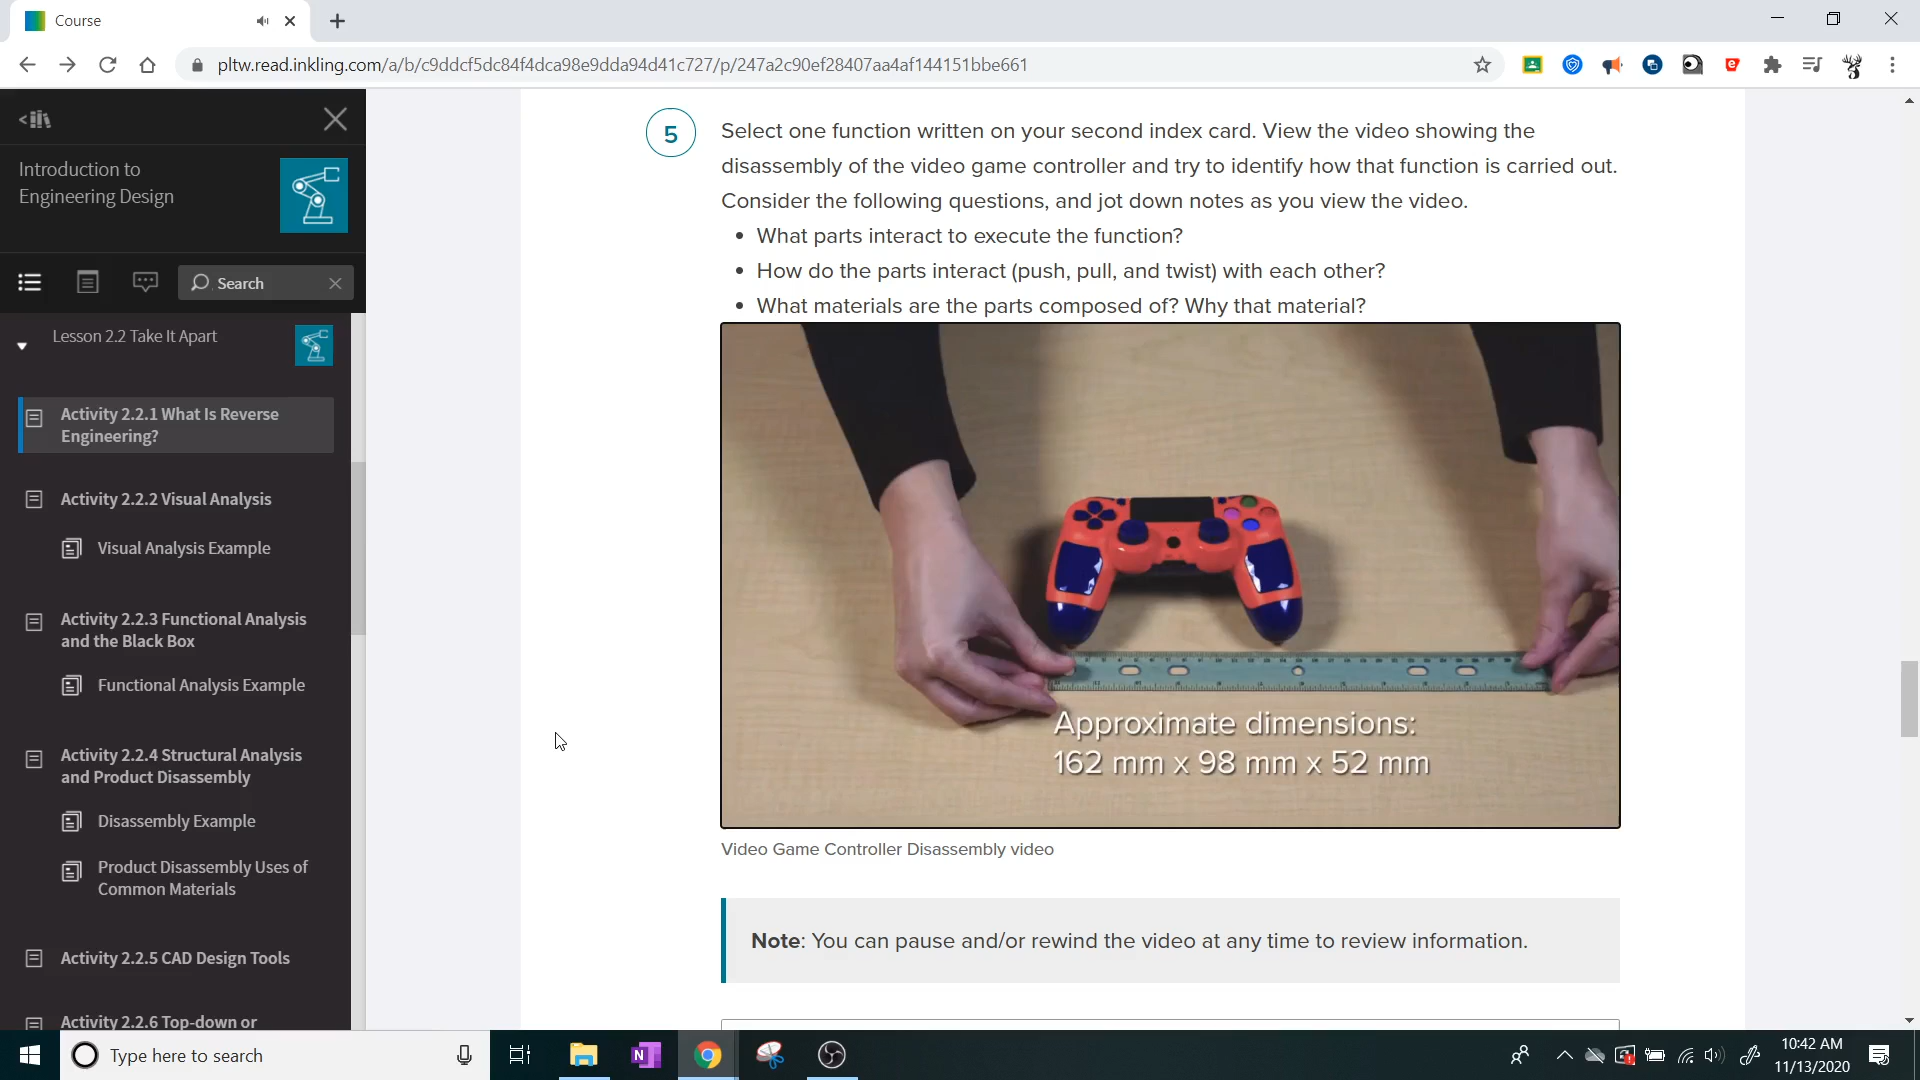 Course
pltw.read.inkling.com/a/b/c9ddcf5dc84f4dca98e9dda94d41c727/p/247a2c90ef28407aa4af144151bbe661
Introduction to
Engineering Design
Search
Lesson 2.2 Take It Apart
Activity 2.2.1 What Is Reverse
Engineering?
Activity 2.2.2 Visual Analysis
Visual Analysis Example
Activity 2.2.3 Functional Analysis
and the Black Box
Functional Analysis Example
Activity 2.2.4 Structural Analysis
and Product Disassembly
Disassembly Example
Product Disassembly Uses of
Common Materials
Activity 2.2.5 CAD Design Tools
Activity 2.2.6 Top-down or
5
Select one function written on your second index card. View the video showing the
disassembly of the video game controller and try to identify how that function is carried out.
Consider the following questions, and jot down notes as you view the video.
• What parts interact to execute the function?
• How do the parts interact (push, pull, and twist) with each other?
• What materials are the parts composed of? Why that material?
Approximate dimensions:
162 mm x 98 mm x 52 mm
Video Game Controller Disassembly video
Note: You can pause and/or rewind the video at any time to review information.
Type here to search
N
10:42 AM
11/13/2020